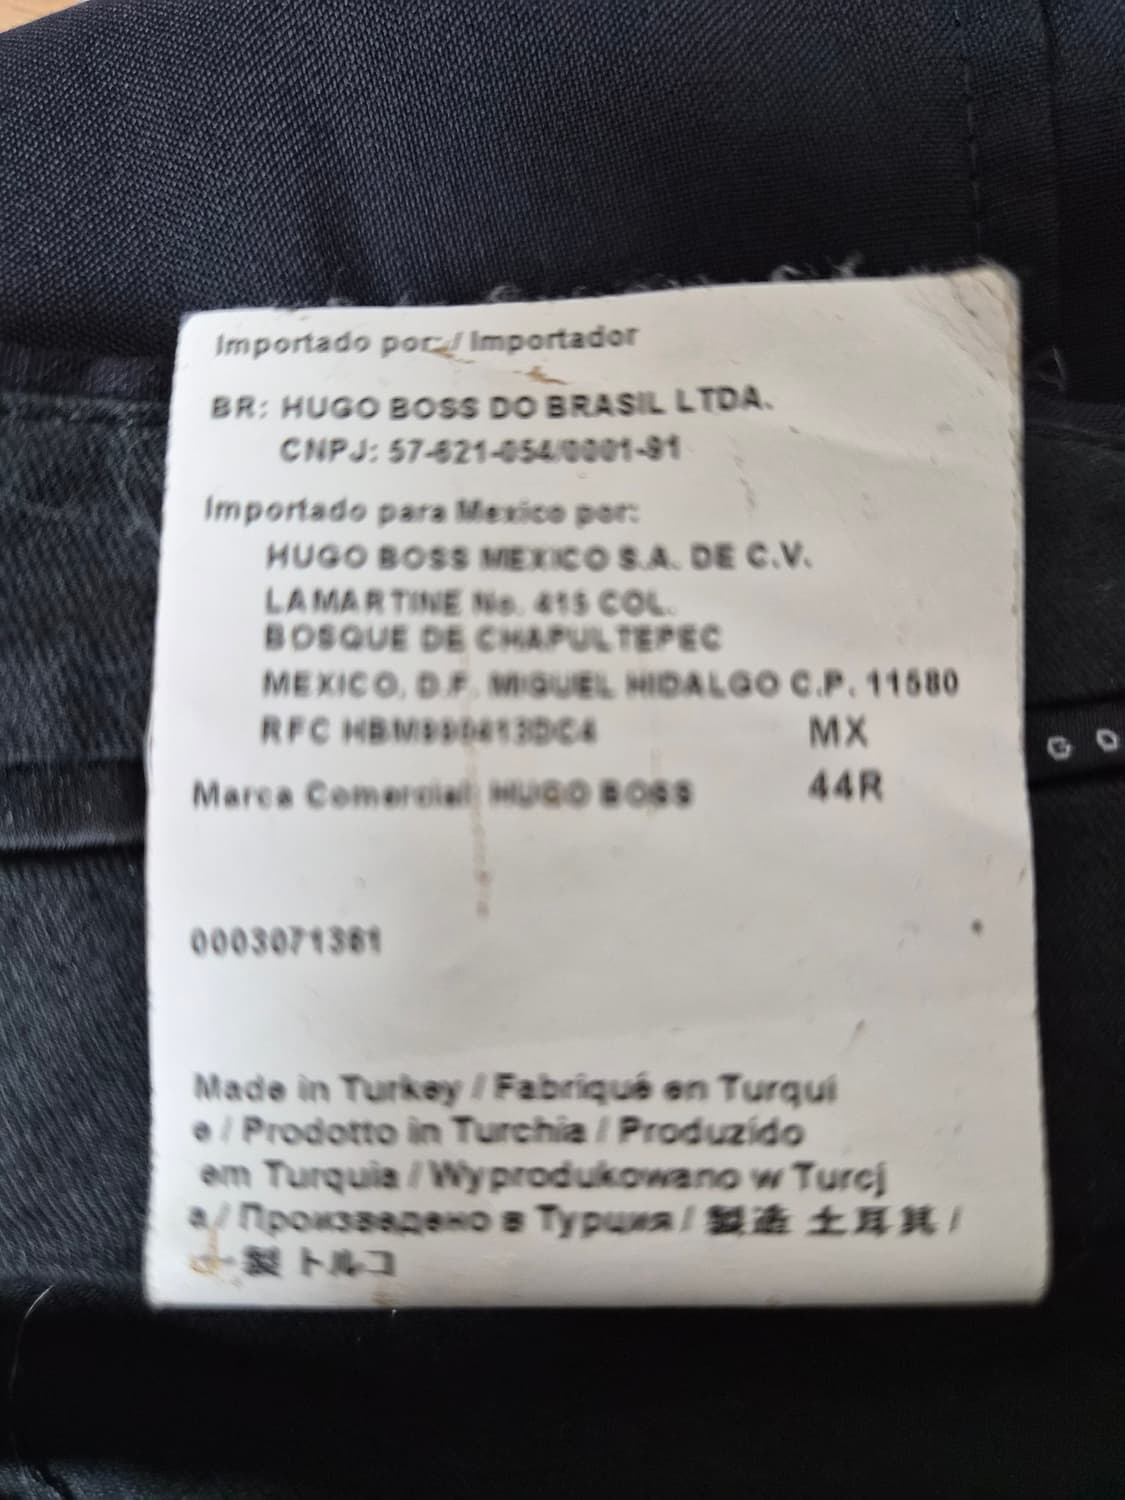 Importado por: / Importador
BR: HUGO BOSS DO BRASIL LTDA.
CNPJ: 57-621-054/0001-91
Importado para Mexico por:
HUGO BOSS MEXICO S.A. DE C.V.
LAMARTINE No. 415 COL.
BOSQUE DE CHAPULTEPEC
MEXICO, D.F. MIGUEL HIDALGO C.P. 11580
RFC HBM990413DC4 MX
Marca Comercial: HUGO BOSS 44R
0003071361
Made in Turkey / Fabriqué en Turqui
e / Prodotto in Turchia / Produzido
em Turquia / Wyprodukowano w Turcj
a / Произведено в Турция / 製造 土耳其 /
製 トルコ